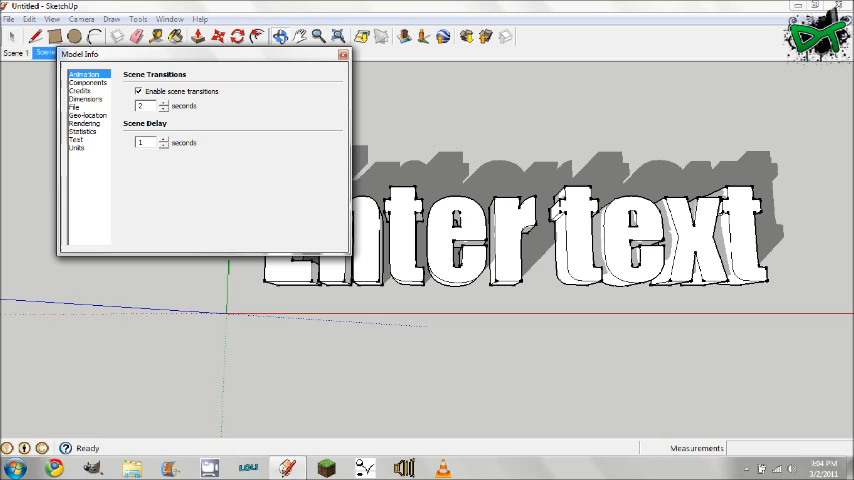 Untitled - SketchUp
File Edit View Camera Draw Tools Window Help
Scene 1
Model Info
Animation
Components
Credits
Dimensions
File
Geo-location
Rendering
Statistics
Text
Units
Scene Transitions
Enable scene transitions
2 seconds
Scene Delay
1 seconds
Enter text
DT
Ready
Measurements
LOLI
3:04 PM
3/2/2011